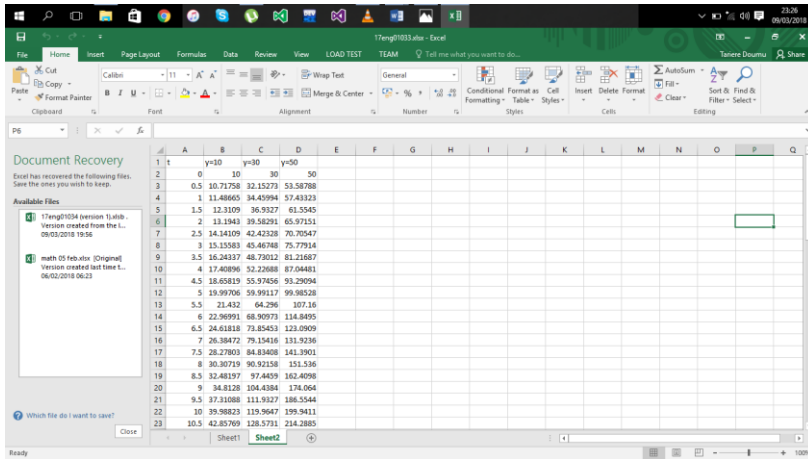 23:26
09/03/2018
17eng01033.xlsx - Excel
File Home Insert Page Layout Formulas Data Review View LOAD TEST TEAM Tell me what you want to do... Tariere Doumu Share
Paste
Cut
Copy
Format Painter
Clipboard
Calibri 11
B I U
Font
Wrap Text
Merge & Center
Alignment
General
Number
Conditional Formatting
Format as Table
Cell Styles
Styles
Insert Delete Format
Cells
AutoSum
Fill
Clear
Sort & Filter
Find & Select
Editing
P6 fx
Document Recovery
Excel has recovered the following files.
Save the ones you wish to keep.
Available Files
17eng01034 (version 1).xlsb .
Version created from the l...
09/03/2018 19:56
math 05 feb.xlsx [Original]
Version created last time t...
06/02/2018 06:23
Which file do I want to save?
Close
A B C D E F G H I J K L M N O P Q
1 t y=10 y=30 y=50
2 0 10 30 50
3 0.5 10.71758 32.15273 53.58788
4 1 11.48665 34.45994 57.43323
5 1.5 12.3109 36.9327 61.5545
6 2 13.1943 39.58291 65.97151
7 2.5 14.14109 42.42328 70.70547
8 3 15.15583 45.46748 75.77914
9 3.5 16.24337 48.73012 81.21687
10 4 17.40896 52.22688 87.04481
11 4.5 18.65819 55.97456 93.29094
12 5 19.99706 59.99117 99.98528
13 5.5 21.432 64.296 107.16
14 6 22.96991 68.90973 114.8495
15 6.5 24.61818 73.85453 123.0909
16 7 26.38472 79.15416 131.9236
17 7.5 28.27803 84.83408 141.3901
18 8 30.30719 90.92158 151.536
19 8.5 32.48197 97.4459 162.4098
20 9 34.8128 104.4384 174.064
21 9.5 37.31088 111.9327 186.5544
22 10 39.98823 119.9647 199.9411
23 10.5 42.85769 128.5731 214.2885
Sheet1 Sheet2
Ready